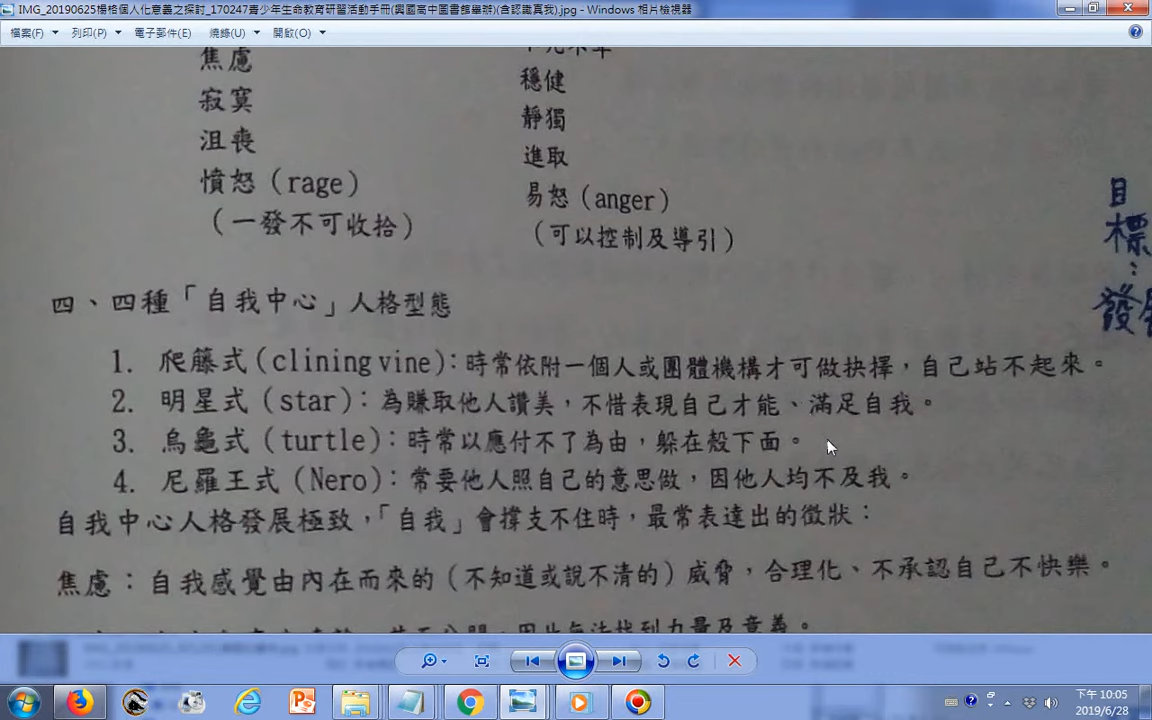 IMG_20190625楊格個人化意義之探討_170247青少年生命教育研習活動手冊(興國高中圖書館舉辦)(含認識真我).jpg - Windows 相片檢視器
檔案(F) 列印(P) 電子郵件(E) 燒錄(U) 開啟(O)
焦慮
寂寞
沮喪
憤怒（rage）
（一發不可收拾）
穩健
靜獨
進取
易怒（anger）
（可以控制及導引）
目
標：
發
四、四種「自我中心」人格型態
1. 爬藤式（clining vine）：時常依附一個人或團體機構才可做抉擇，自己站不起來。
2. 明星式（star）：為賺取他人讚美，不惜表現自己才能、滿足自我。
3. 烏龜式（turtle）：時常以應付不了為由，躲在殼下面。
4. 尼羅王式（Nero）：常要他人照自己的意思做，因他人均不及我。
自我中心人格發展極致，「自我」會撐支不住時，最常表達出的徵狀：
焦慮：自我感覺由內在而來的（不知道或說不清的）威脅，合理化、不承認自己不快樂。
下午 10:05
2019/6/28